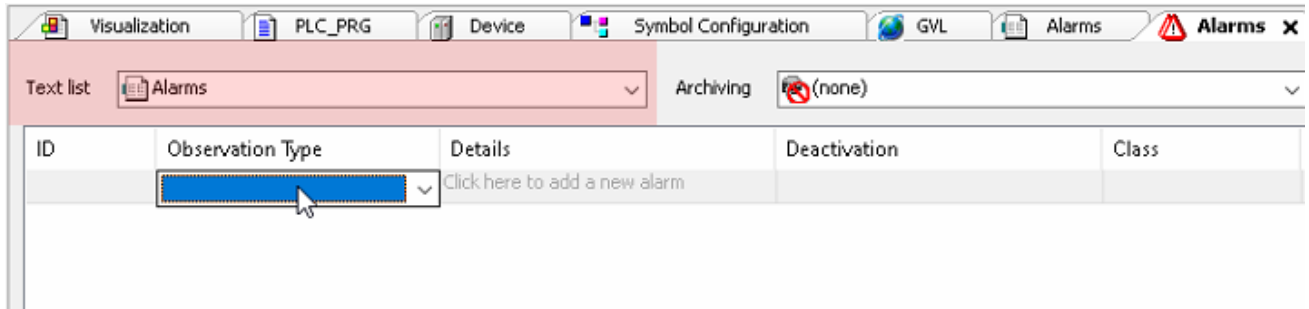 Visualization PLC_PRG Device Symbol Configuration GVL Alarms Alarms
Text list Alarms Archiving (none)
ID Observation Type Details Deactivation Class
Click here to add a new alarm